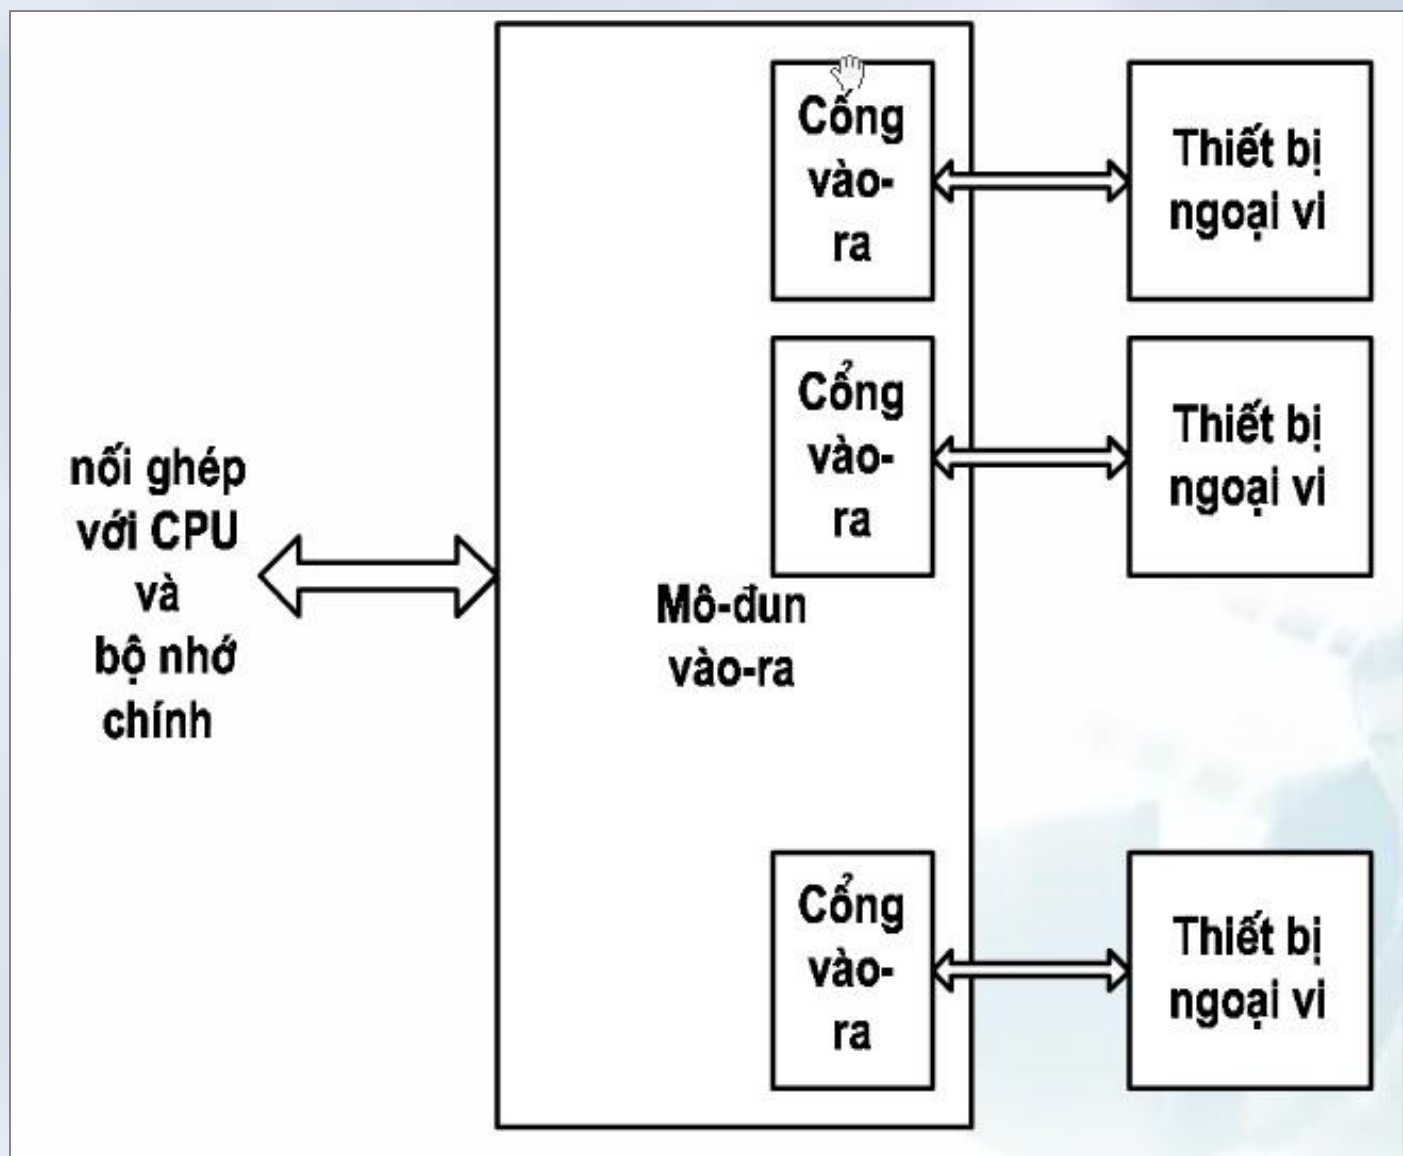 Cổng
vào-
ra
Thiết bị
ngoại vi
Cổng
vào-
ra
Thiết bị
ngoại vi
nối ghép
với CPU
và
bộ nhớ
chính
Mô-đun
vào-ra
Cổng
vào-
ra
Thiết bị
ngoại vi